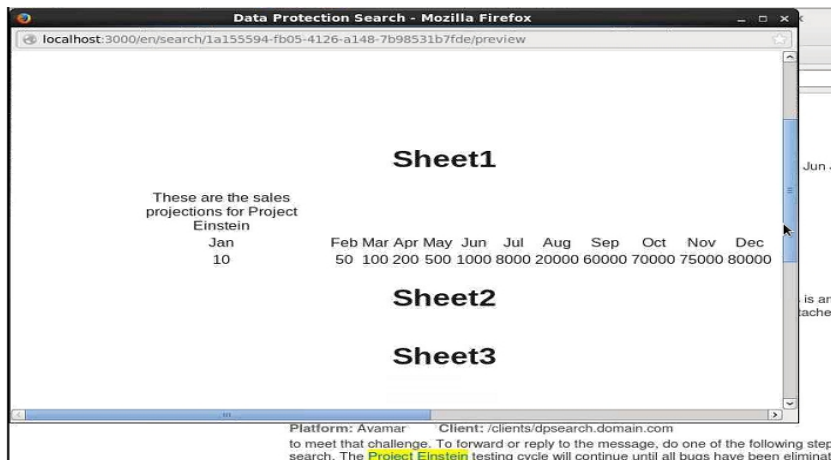 Data Protection Search - Mozilla Firefox
localhost:3000/en/search/1a155594-fb05-4126-a148-7b98531b7fde/preview
Sheet1
These are the sales
projections for Project
Einstein
Jan Feb Mar Apr May Jun Jul Aug Sep Oct Nov Dec
10 50 100 200 500 1000 8000 20000 60000 70000 75000 80000
Sheet2
Sheet3
Jun
is an
Platform: Avamar Client: /clients/dpsearch.domain.com
to meet that challenge. To forward or reply to the message, do one of the following step
search. The Project Einstein testing cycle will continue until all bugs have been eliminat